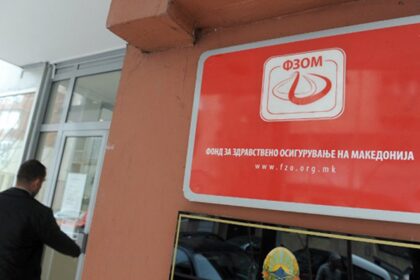 ФЗОМ
ФОНД ЗА ЗДРАВСТВЕНО ОСИГУРУВАЊЕ НА МАКЕДОНИЈА
www.fzo.org.mk